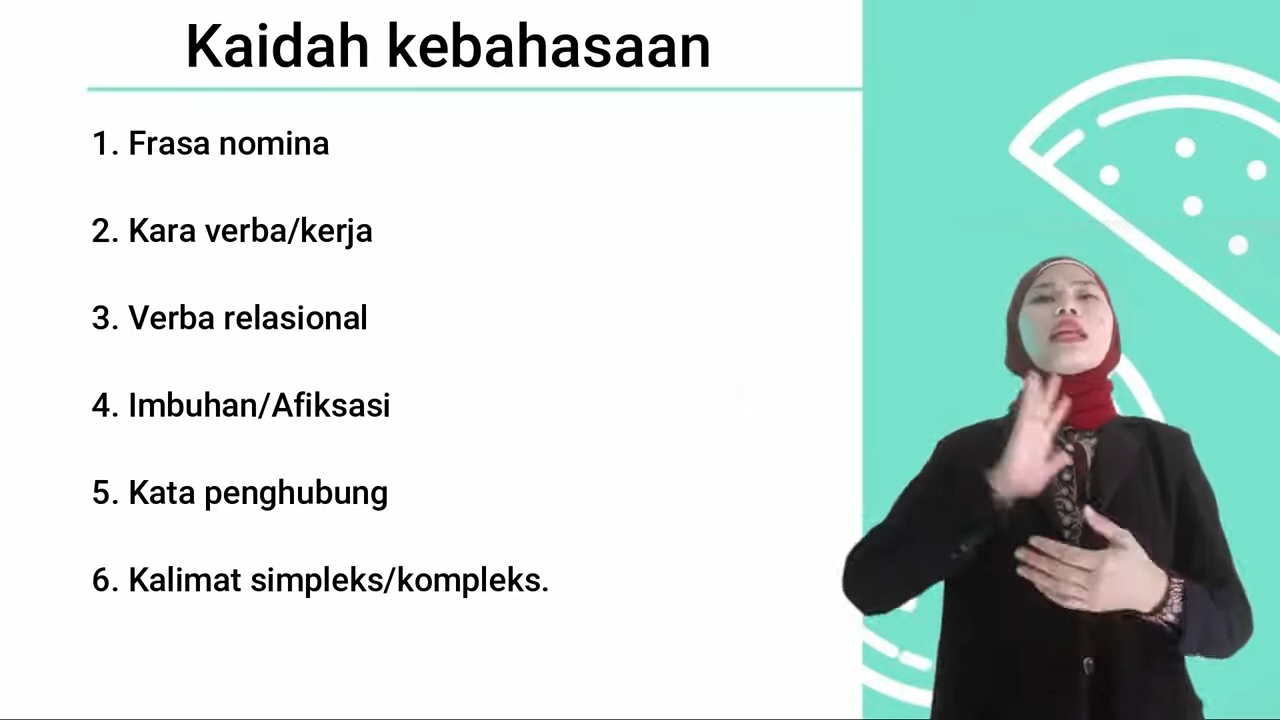 Kaidah kebahasaan
1. Frasa nomina
2. Kara verba/kerja
3. Verba relasional
4. Imbuhan/Afiksasi
5. Kata penghubung
6. Kalimat simpleks/kompleks.